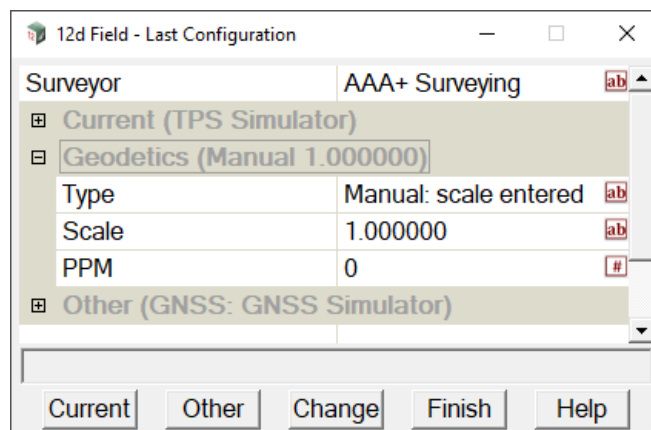 12d Field - Last Configuration
Surveyor AAA+ Surveying ab
Current (TPS Simulator)
Geodetics (Manual 1.000000)
Type Manual: scale entered ab
Scale 1.000000 ab
PPM 0 #
Other (GNSS: GNSS Simulator)
Current Other Change Finish Help